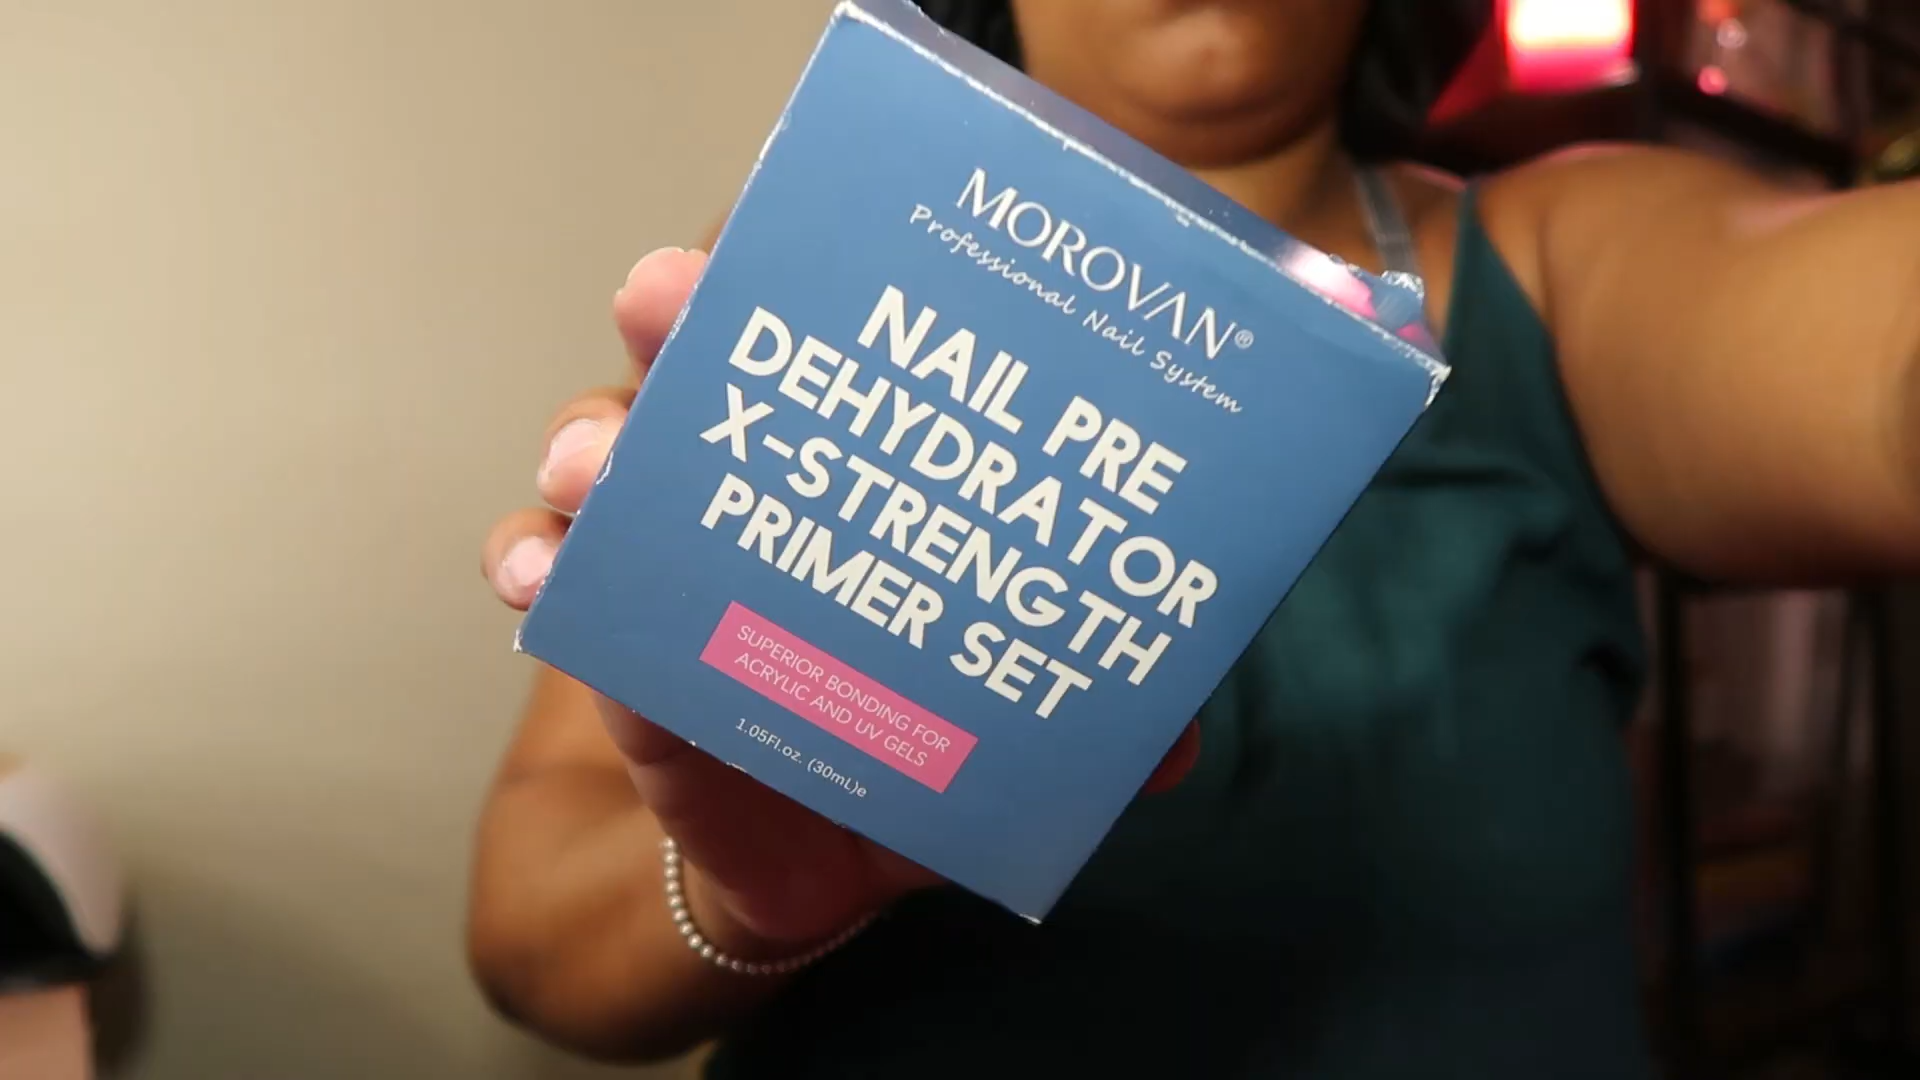 MOROVAN®
Professional Nail System
NAIL PRE
DEHYDRATOR
X-STRENGTH
PRIMER SET
SUPERIOR BONDING FOR
ACRYLIC AND UV GELS
1.05Fl.oz. (30mL)e